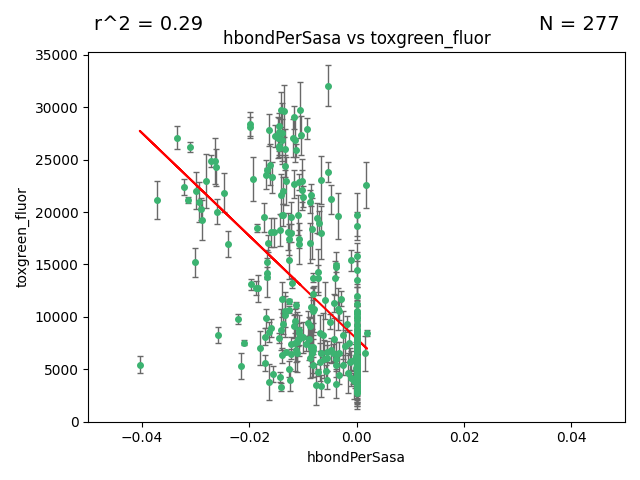 r^2 = 0.29
N = 277
hbondPerSasa vs toxgreen_fluor
35000
30000
25000
20000
15000
10000
5000
0
toxgreen_fluor
−0.04
−0.02
0.00
0.02
0.04
hbondPerSasa